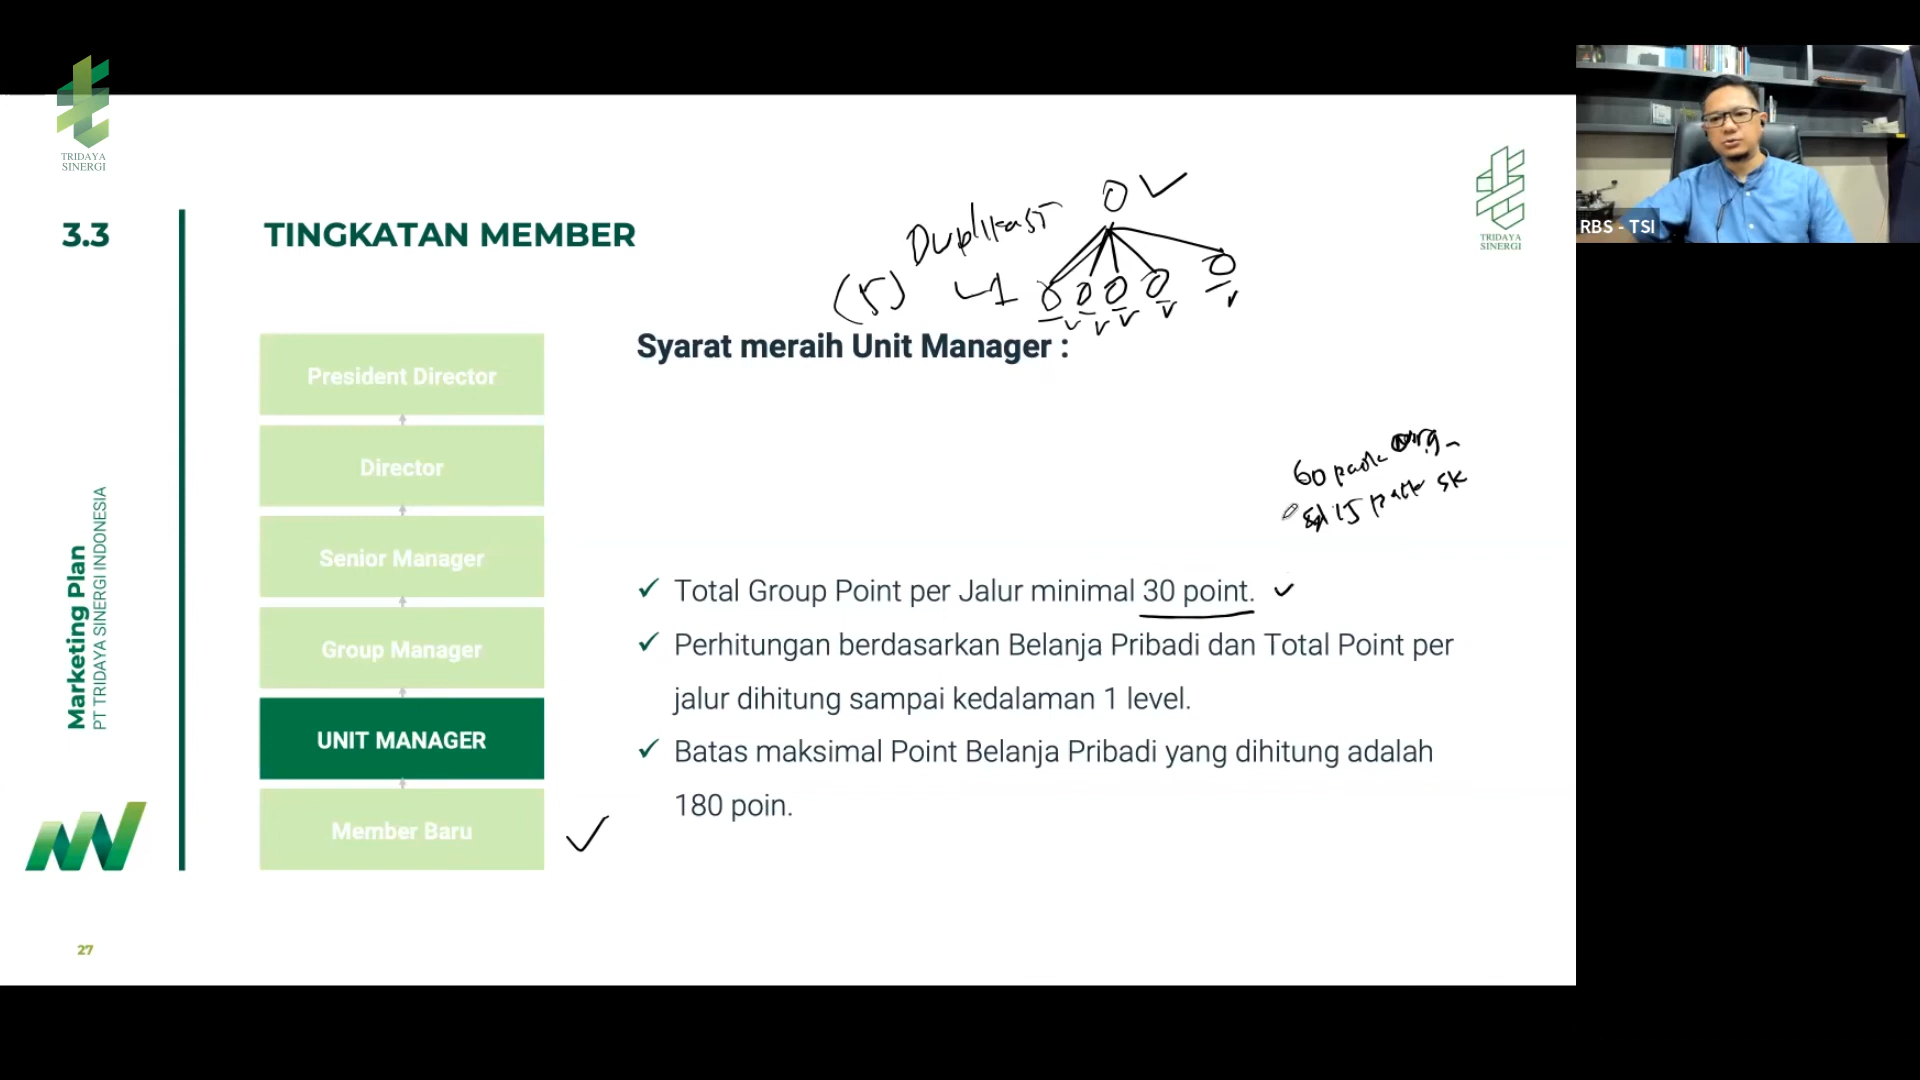 TRIDAYA
SINERGI
TRIDAYA
SINERGI
RBS - TSI
3.3
TINGKATAN MEMBER
Duplikasi
(5)
1
Syarat meraih Unit Manager :
President Director
Director
Senior Manager
Group Manager
UNIT MANAGER
Member Baru
60
15
✓ Total Group Point per Jalur minimal 30 point.
✓ Perhitungan berdasarkan Belanja Pribadi dan Total Point per
jalur dihitung sampai kedalaman 1 level.
✓ Batas maksimal Point Belanja Pribadi yang dihitung adalah
180 poin.
Marketing Plan
PT TRIDAYA SINERGI INDONESIA
27